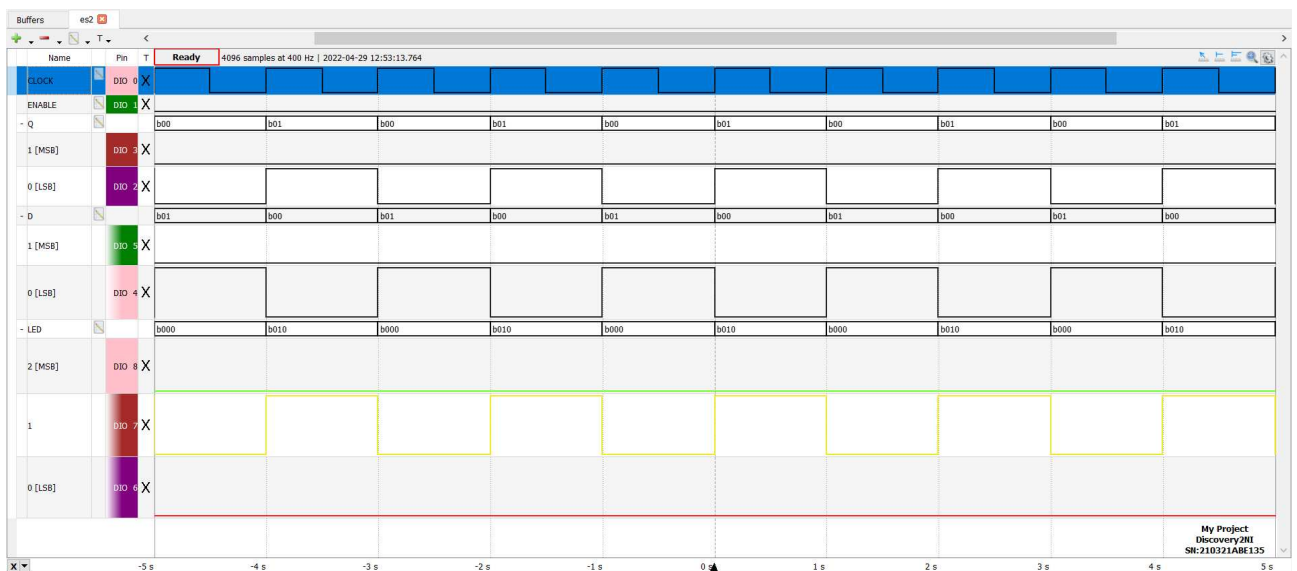 Buffers es2
T
Name Pin T Ready 4096 samples at 400 Hz | 2022-04-29 12:53:13.764
CLOCK DIO 0 X
ENABLE DIO 1 X
- Q b00 b01 b00 b01 b00 b01 b00 b01 b00 b01
1 [MSB] DIO 3 X
0 [LSB] DIO 2 X
- D b01 b00 b01 b00 b01 b00 b01 b00 b01 b00
1 [MSB] DIO 5 X
0 [LSB] DIO 4 X
- LED b000 b010 b000 b010 b000 b010 b000 b010 b000 b010
2 [MSB] DIO 8 X
1 DIO 7 X
0 [LSB] DIO 6 X
My Project
Discovery2NI
SN:210321ABE135
X -5 s -4 s -3 s -2 s -1 s 0 s 1 s 2 s 3 s 4 s 5 s